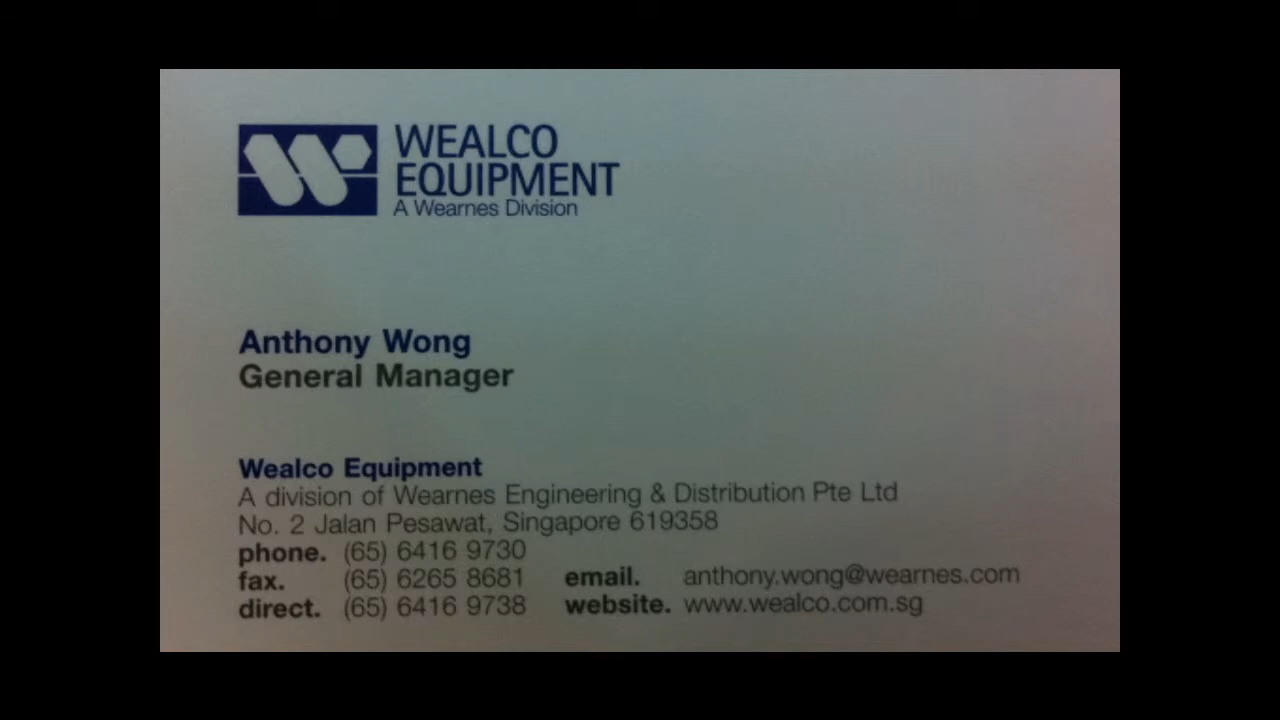 WEALCO
EQUIPMENT
A Wearnes Division
Anthony Wong
General Manager
Wealco Equipment
A division of Wearnes Engineering & Distribution Pte Ltd
No. 2 Jalan Pesawat, Singapore 619358
phone. (65) 6416 9730
fax. (65) 6265 8681 email. anthony.wong@wearnes.com
direct. (65) 6416 9738 website. www.wealco.com.sg